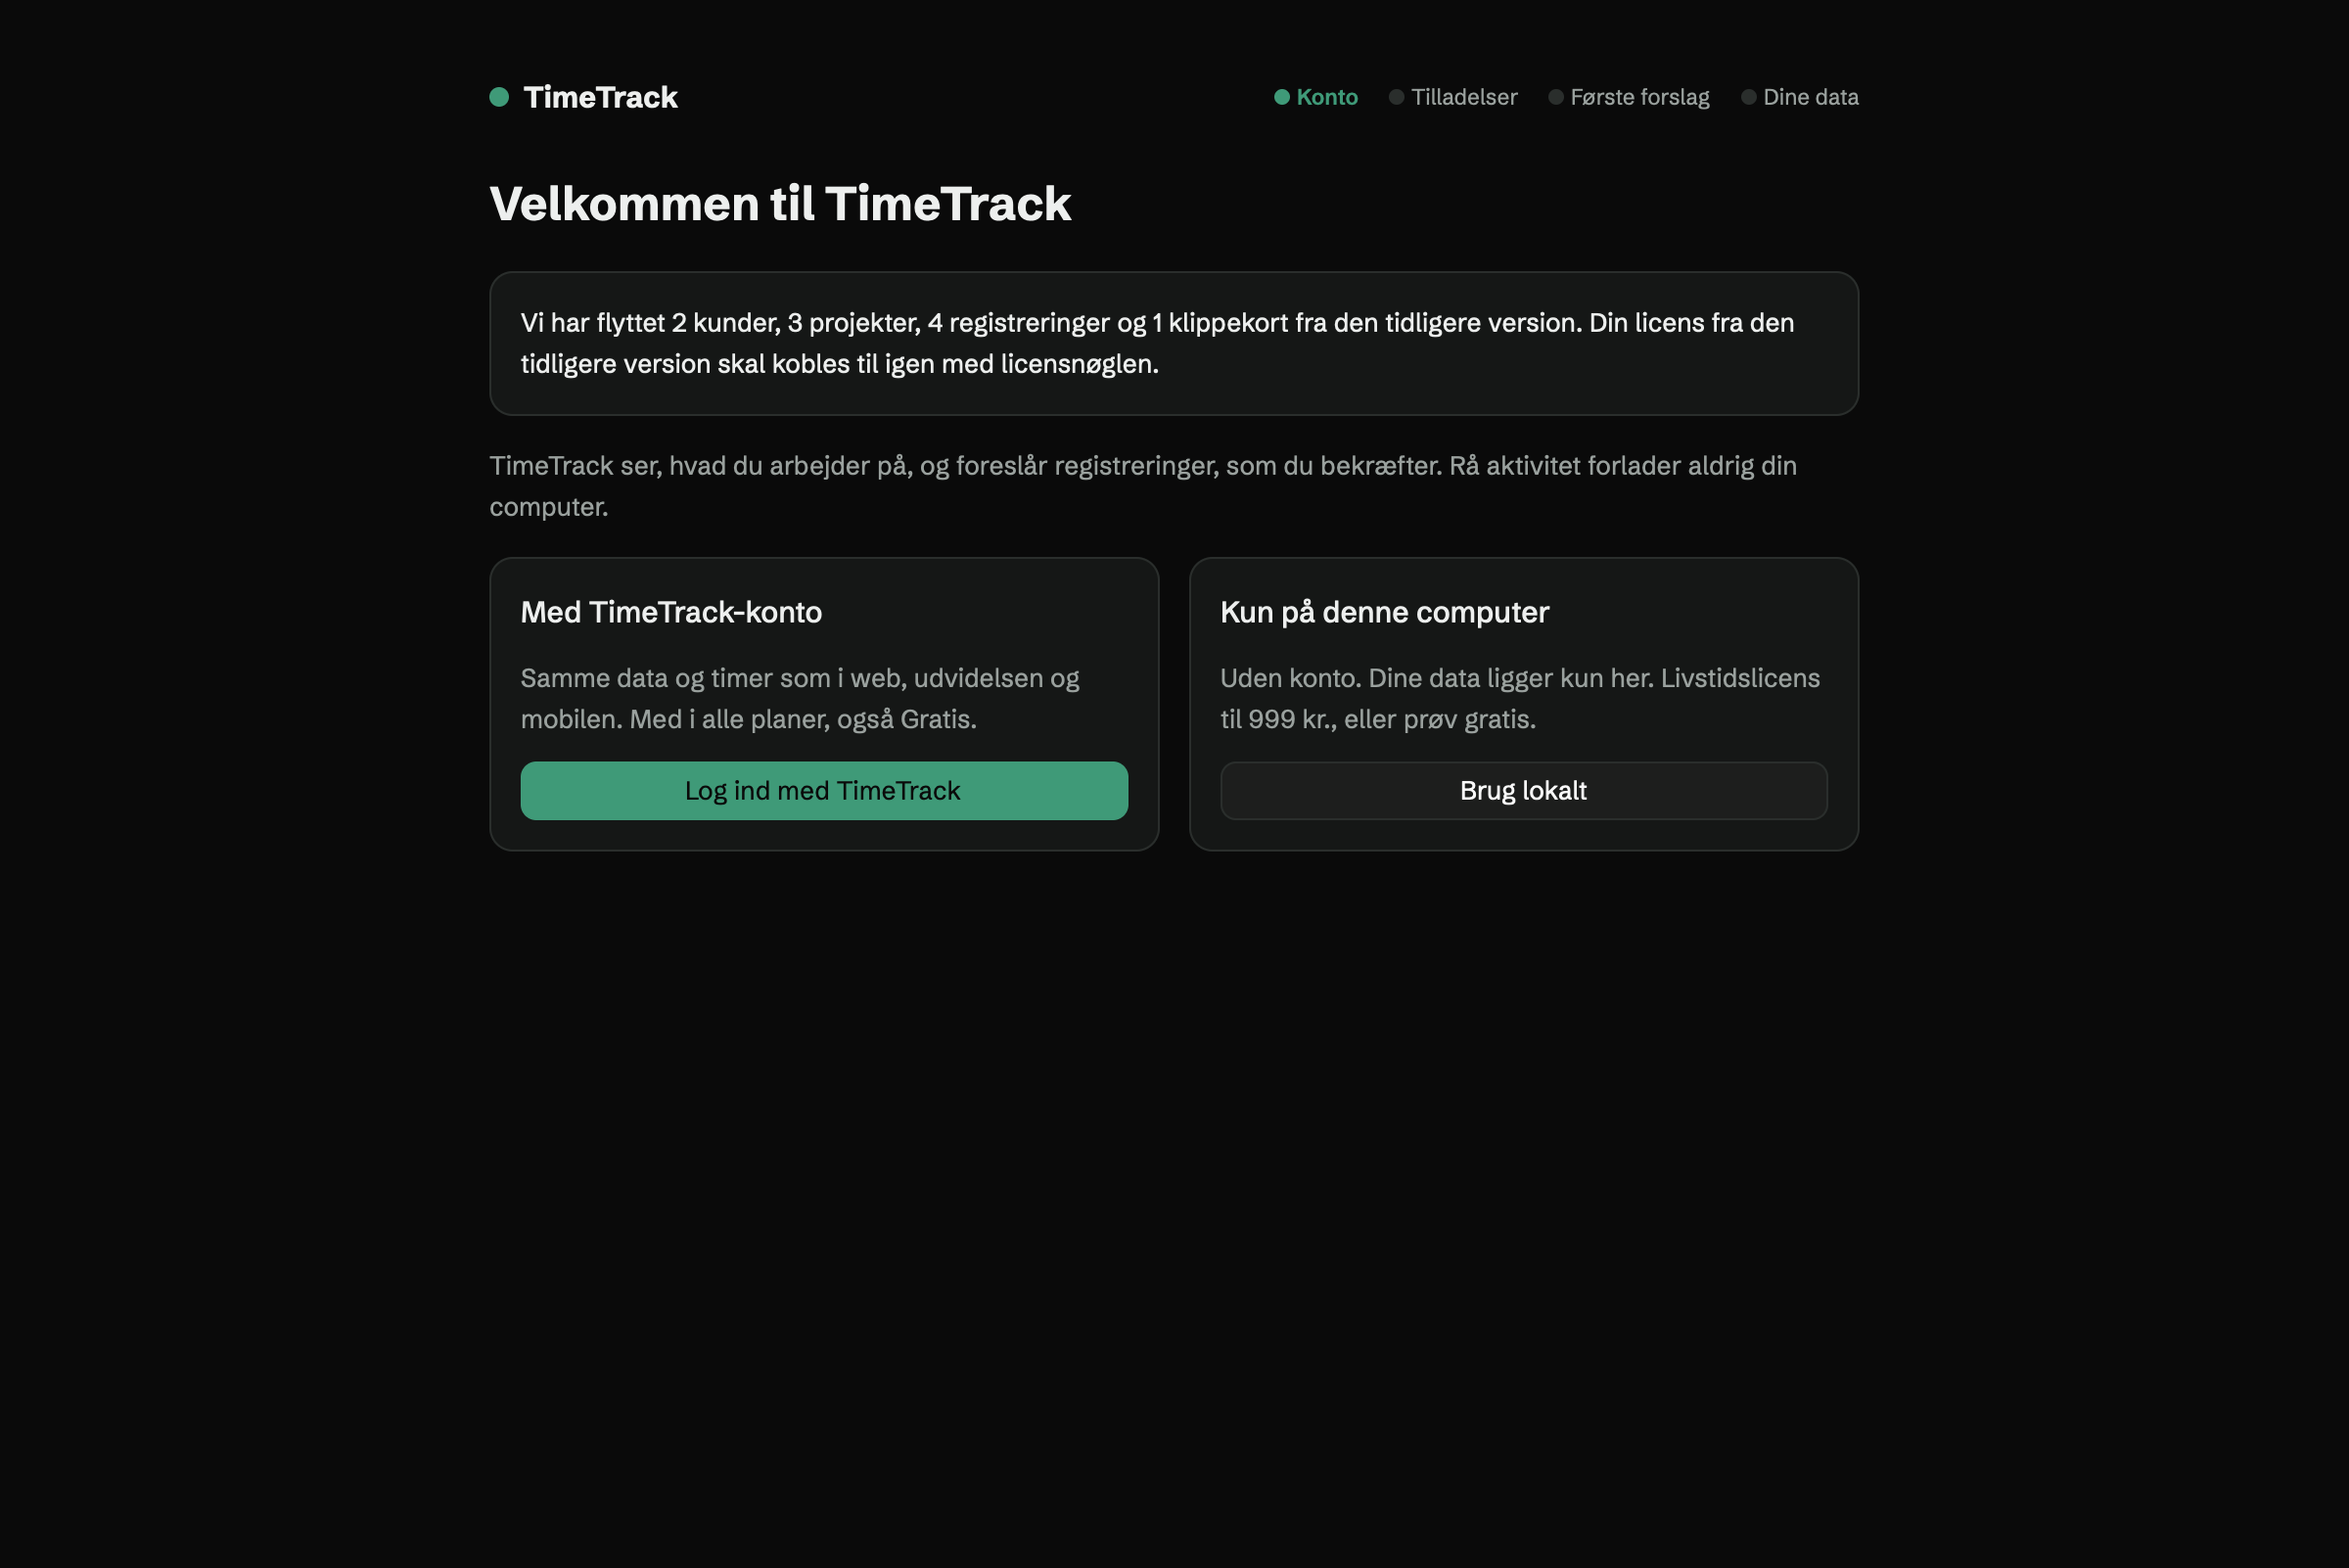 TimeTrack
Konto
Tilladelser
Første forslag
Dine data
Velkommen til TimeTrack
Vi har flyttet 2 kunder, 3 projekter, 4 registreringer og 1 klippekort fra den tidligere version. Din licens fra den
tidligere version skal kobles til igen med licensnøglen.
TimeTrack ser, hvad du arbejder på, og foreslår registreringer, som du bekræfter. Rå aktivitet forlader aldrig din
computer.
Med TimeTrack-konto
Samme data og timer som i web, udvidelsen og
mobilen. Med i alle planer, også Gratis.
Log ind med TimeTrack
Kun på denne computer
Uden konto. Dine data ligger kun her. Livstidslicens
til 999 kr., eller prøv gratis.
Brug lokalt